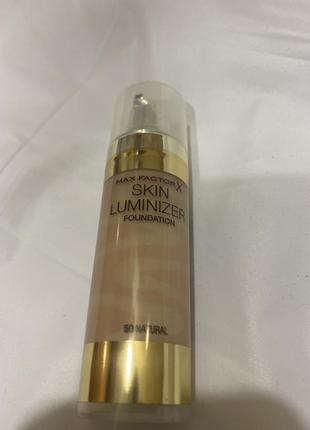 MAX FACTOR X
SKIN
LUMINIZER
FOUNDATION
50 NATURAL